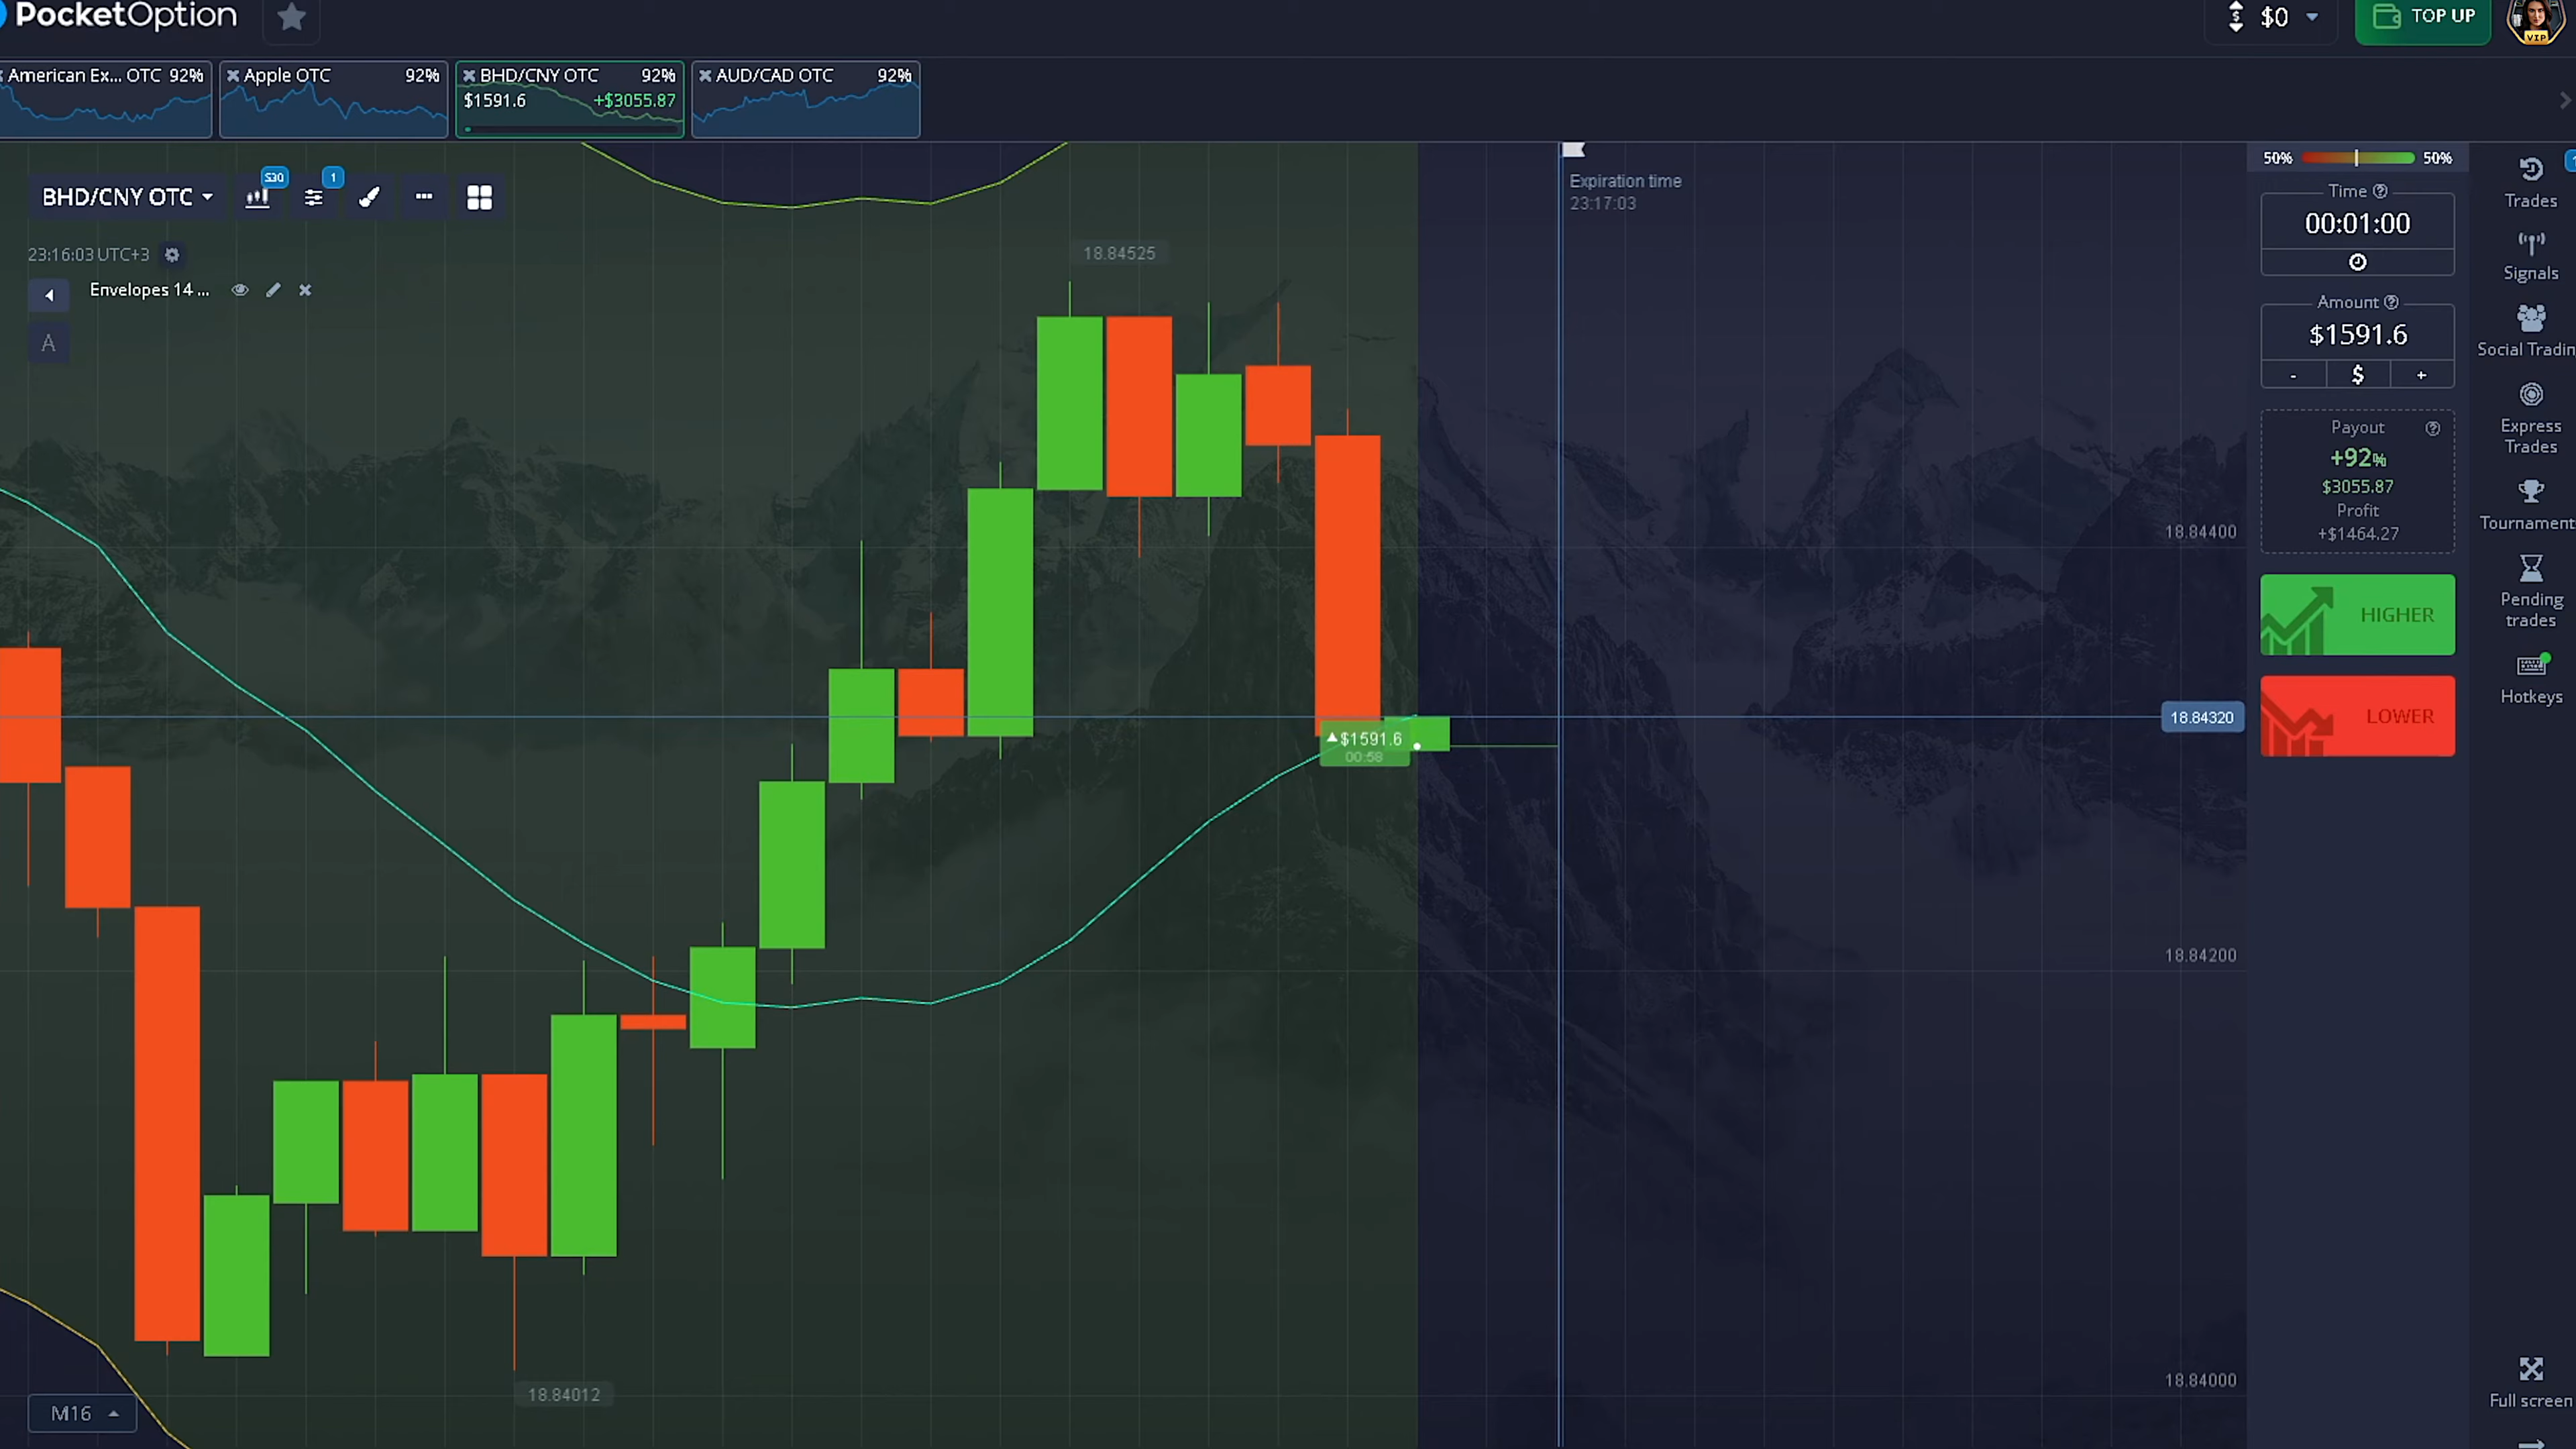 PocketOption
$0
TOP UP
VIP
American Ex... OTC 92%
Apple OTC 92%
BHD/CNY OTC 92%
$1591.6 +$3055.87
AUD/CAD OTC 92%
BHD/CNY OTC
S30
1
23:16:03 UTC+3
Envelopes 14 ...
A
Expiration time
23:17:03
18.84525
18.84400
18.84320
$1591.6
00:58
18.84200
18.84012
18.84000
M16
50% 50%
Time
00:01:00
Amount
$1591.6
- $ +
Payout
+92%
$3055.87
Profit
+$1464.27
HIGHER
LOWER
Trades
Signals
Social Tradin
Express
Trades
Tournament
Pending
trades
Hotkeys
Full screen